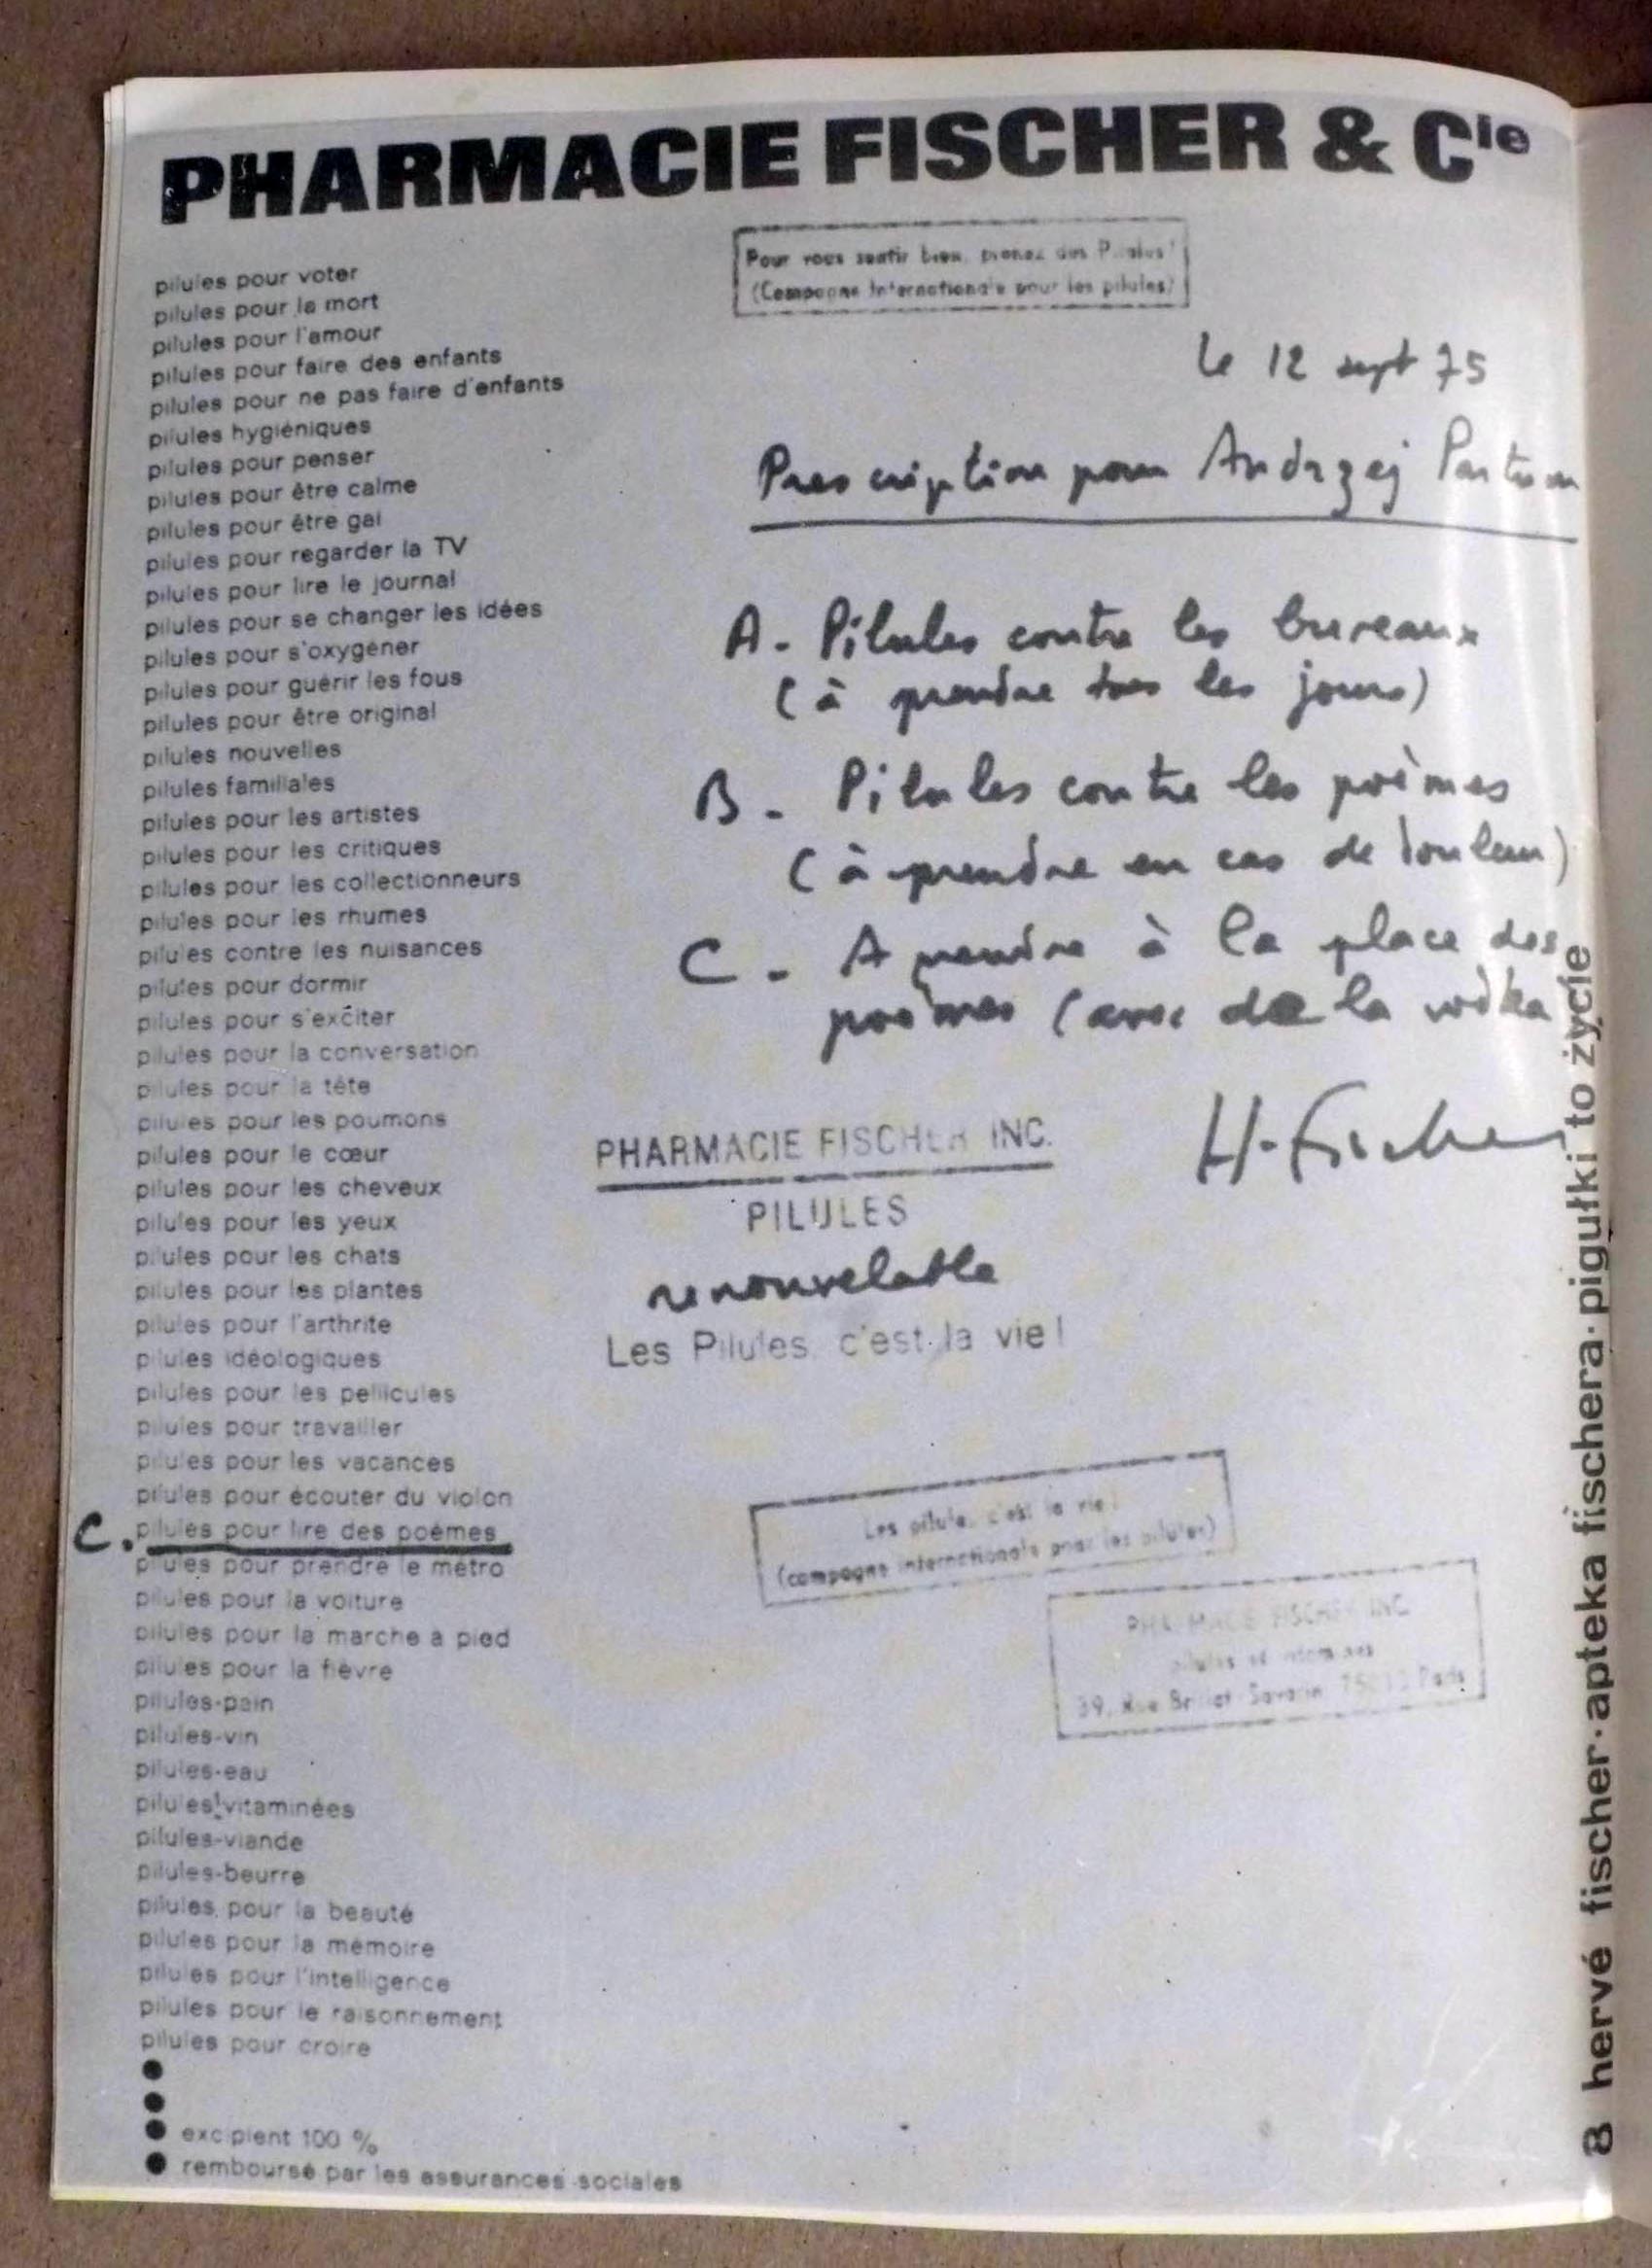 PHARMACIE FISCHER & Cie
pilules pour voter
pilules pour la mort
pilules pour l'amour
pilules pour faire des enfants
pilules pour ne pas faire d'enfants
pilules hygiéniques
pilules pour penser
pilules pour être calme
pilules pour être gai
pilules pour regarder la TV
pilules pour lire le journal
pilules pour se changer les idées
pilules pour s'oxygéner
pilules pour guérir les fous
pilules pour être original
pilules nouvelles
pilules familiales
pilules pour les artistes
pilules pour les critiques
pilules pour les collectionneurs
pilules pour les rhumes
pilules contre les nuisances
pilules pour dormir
pilules pour s'exciter
pilules pour la conversation
pilules pour la tête
pilules pour les poumons
pilules pour le cœur
pilules pour les cheveux
pilules pour les yeux
pilules pour les chats
pilules pour les plantes
pilules pour l'arthrite
pilules idéologiques
pilules pour les pellicules
pilules pour travailler
pilules pour les vacances
pilules pour écouter du violon
C. pilules pour lire des poèmes
pilules pour prendre le métro
pilules pour la voiture
pilules pour la marche à pied
pilules pour la fièvre
pilules-pain
pilules-vin
pilules-eau
pilules vitaminées
pilules-viande
pilules-beurre
pilules pour la beauté
pilules pour la mémoire
pilules pour l'intelligence
pilules pour le raisonnement
pilules pour croire
●
●
● excipient 100 %
● remboursé par les assurances sociales
Pour vous sentir bien, prenez des Pilules!
(Campagne Internationale pour les pilules)
le 12 sept 75
Prescription pour Andrzej Partum
A - Pilules contre les bureaux
(à prendre tous les jours)
B - Pilules contre les poèmes
(à prendre en cas de douleur)
C - A prendre à la place des
poèmes (avec de la vodka
H. Fischer
PHARMACIE FISCHER INC.
PILULES
renouvelable
Les Pilules, c'est la vie!
Les pilules, c'est la vie!
(campagne internationale pour les pilules)
PHARMACIE FISCHER INC
pilules et
39, Rue Brillat Savarin 75013 Paris
8 hervé fischer·apteka fischera·pigułki to życie